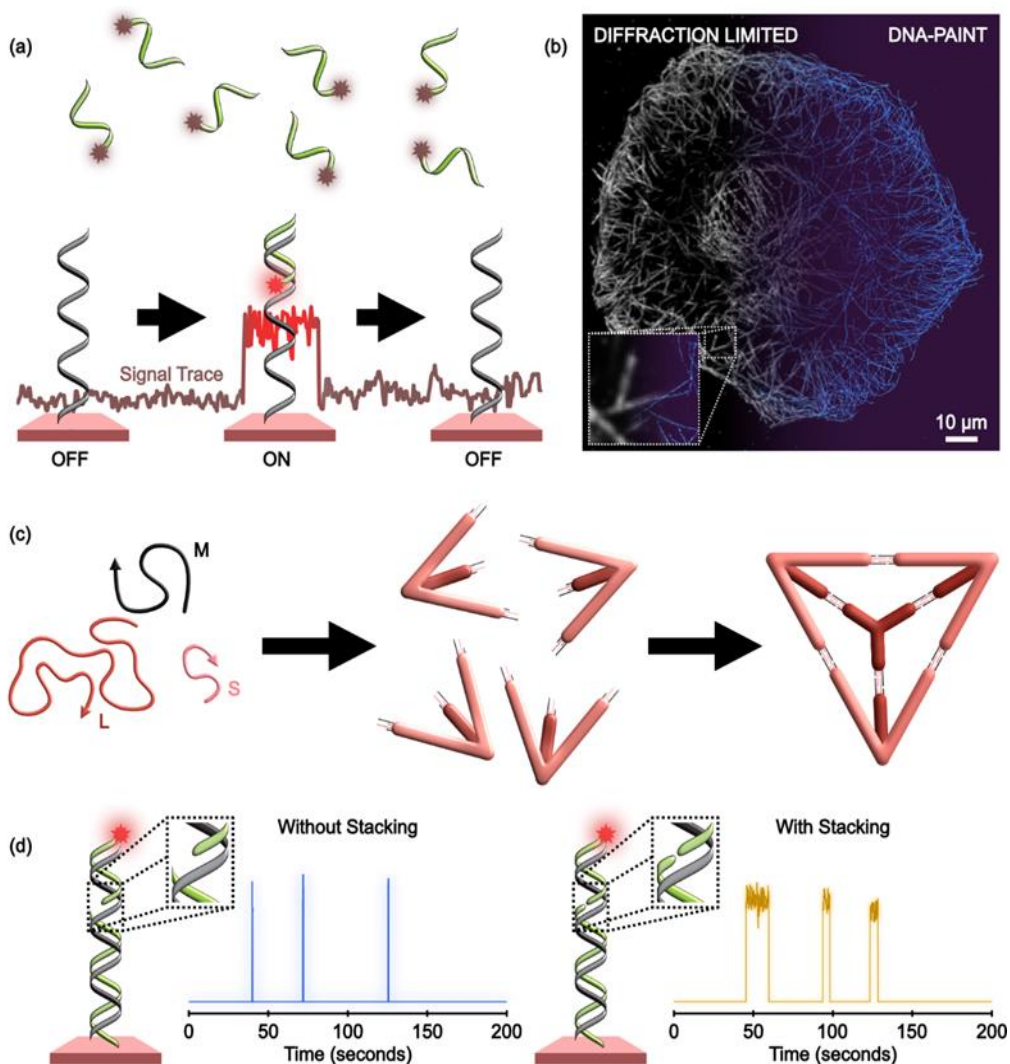 (a)
Signal Trace
OFF
ON
OFF
(b)
DIFFRACTION LIMITED
DNA-PAINT
10 µm
(c)
M
L
S
(d)
Without Stacking
0
50
100
150
200
Time (seconds)
With Stacking
0
50
100
150
200
Time (seconds)